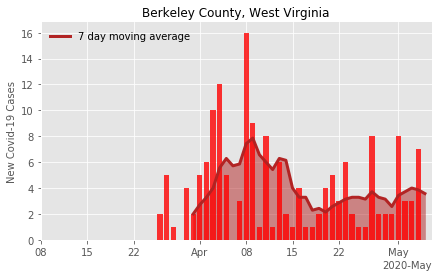 Berkeley County, West Virginia
7 day moving average
New Covid-19 Cases
16
14
12
10
8
6
4
2
0
08 15 22 Apr 08 15 22 May
2020-May